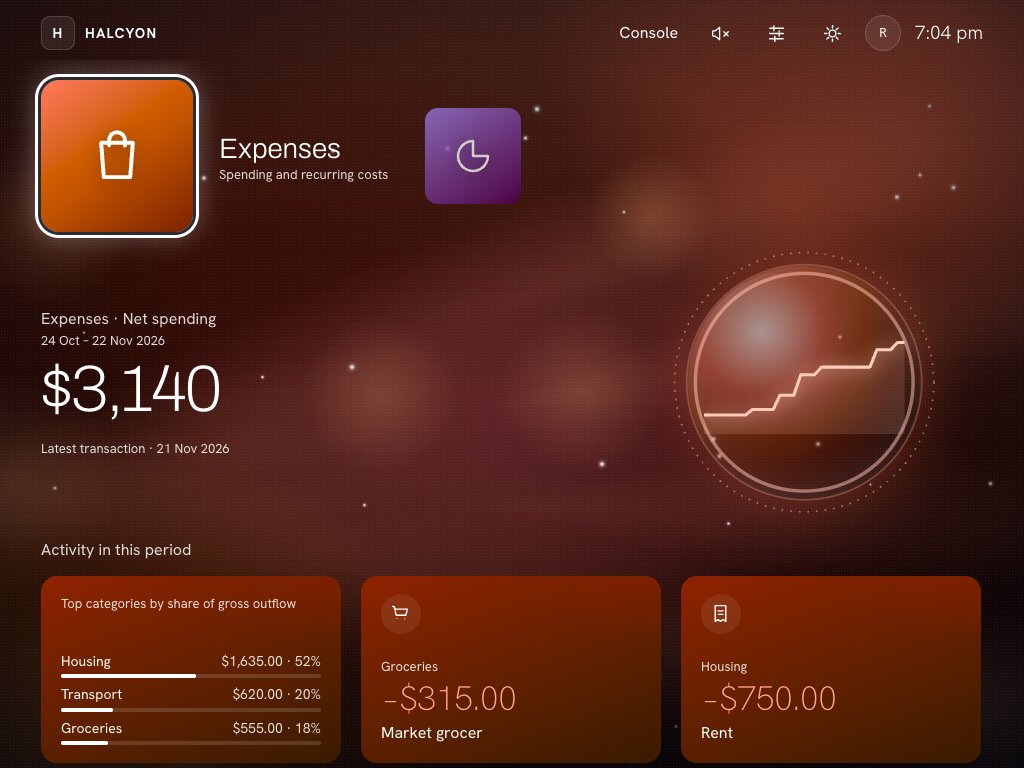 H HALCYON
Console
R
7:04 pm
Expenses
Spending and recurring costs
Expenses · Net spending
24 Oct – 22 Nov 2026
$3,140
Latest transaction · 21 Nov 2026
Activity in this period
Top categories by share of gross outflow
Housing $1,635.00 · 52%
Transport $620.00 · 20%
Groceries $555.00 · 18%
Groceries
−$315.00
Market grocer
Housing
−$750.00
Rent